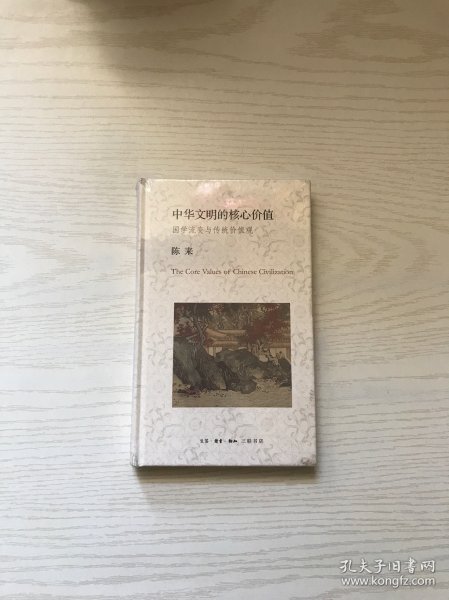 中华文明的核心价值
国学流变与传统价值观
陈 来
The Core Values of Chinese Civilization
生活·读书·新知 三联书店
孔夫子旧书网
www.kongfz.com